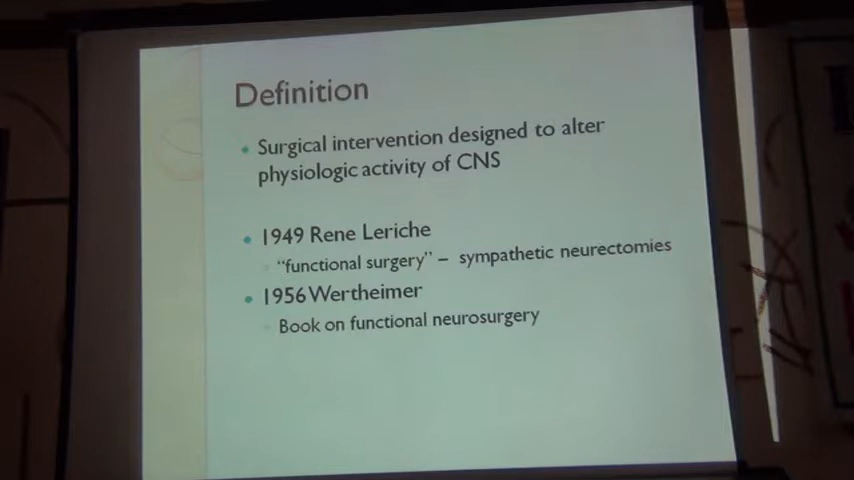 Definition
Surgical intervention designed to alter
physiologic activity of CNS
1949 Rene Leriche
"functional surgery" – sympathetic neurectomies
1956 Wertheimer
Book on functional neurosurgery